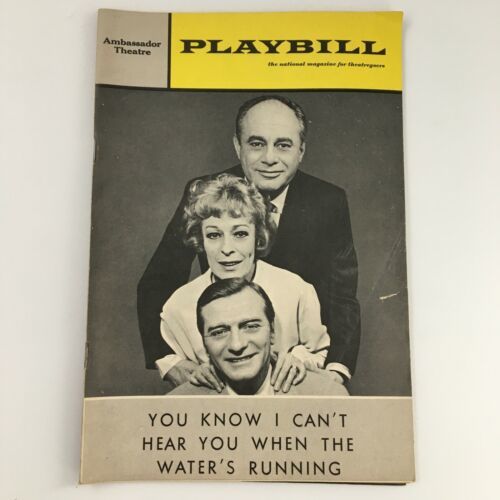 Ambassador
Theatre
PLAYBILL
the national magazine for theatregoers
YOU KNOW I CAN'T
HEAR YOU WHEN THE
WATER'S RUNNING